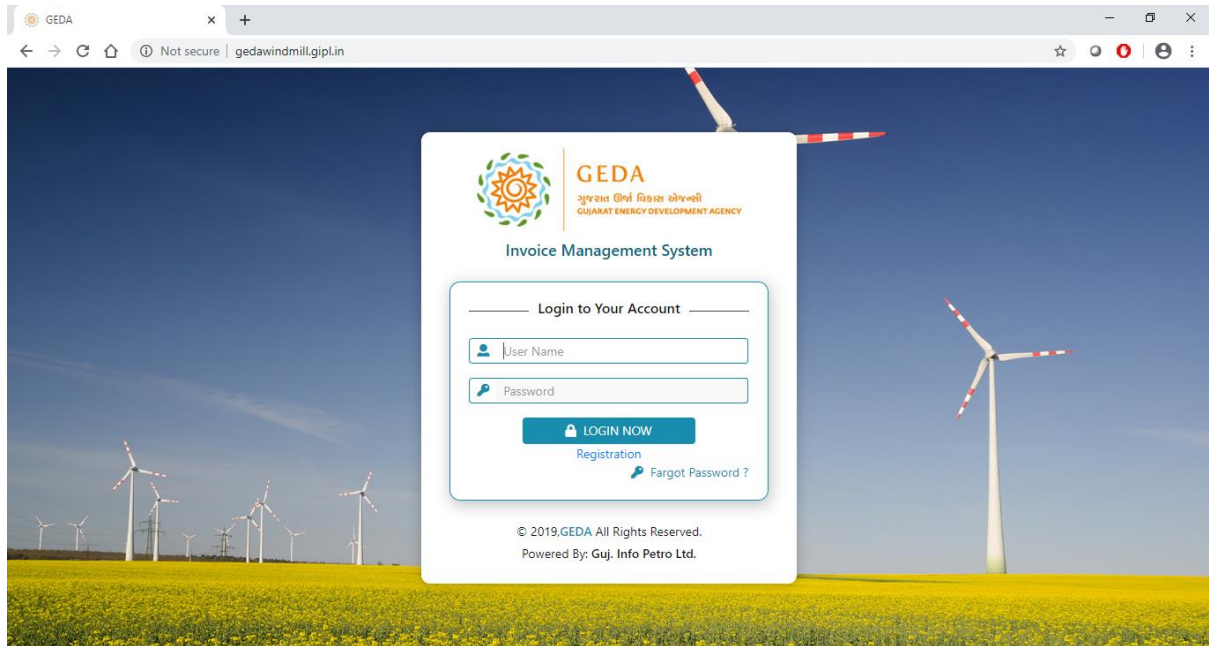 GEDA
Not secure | gedawindmill.gipl.in
GEDA
ગુજરાત ઊર્જા વિકાસ એજન્સી
GUJARAT ENERGY DEVELOPMENT AGENCY
Invoice Management System
Login to Your Account
User Name
Password
LOGIN NOW
Registration
Fargot Password ?
© 2019,GEDA All Rights Reserved.
Powered By: Guj. Info Petro Ltd.